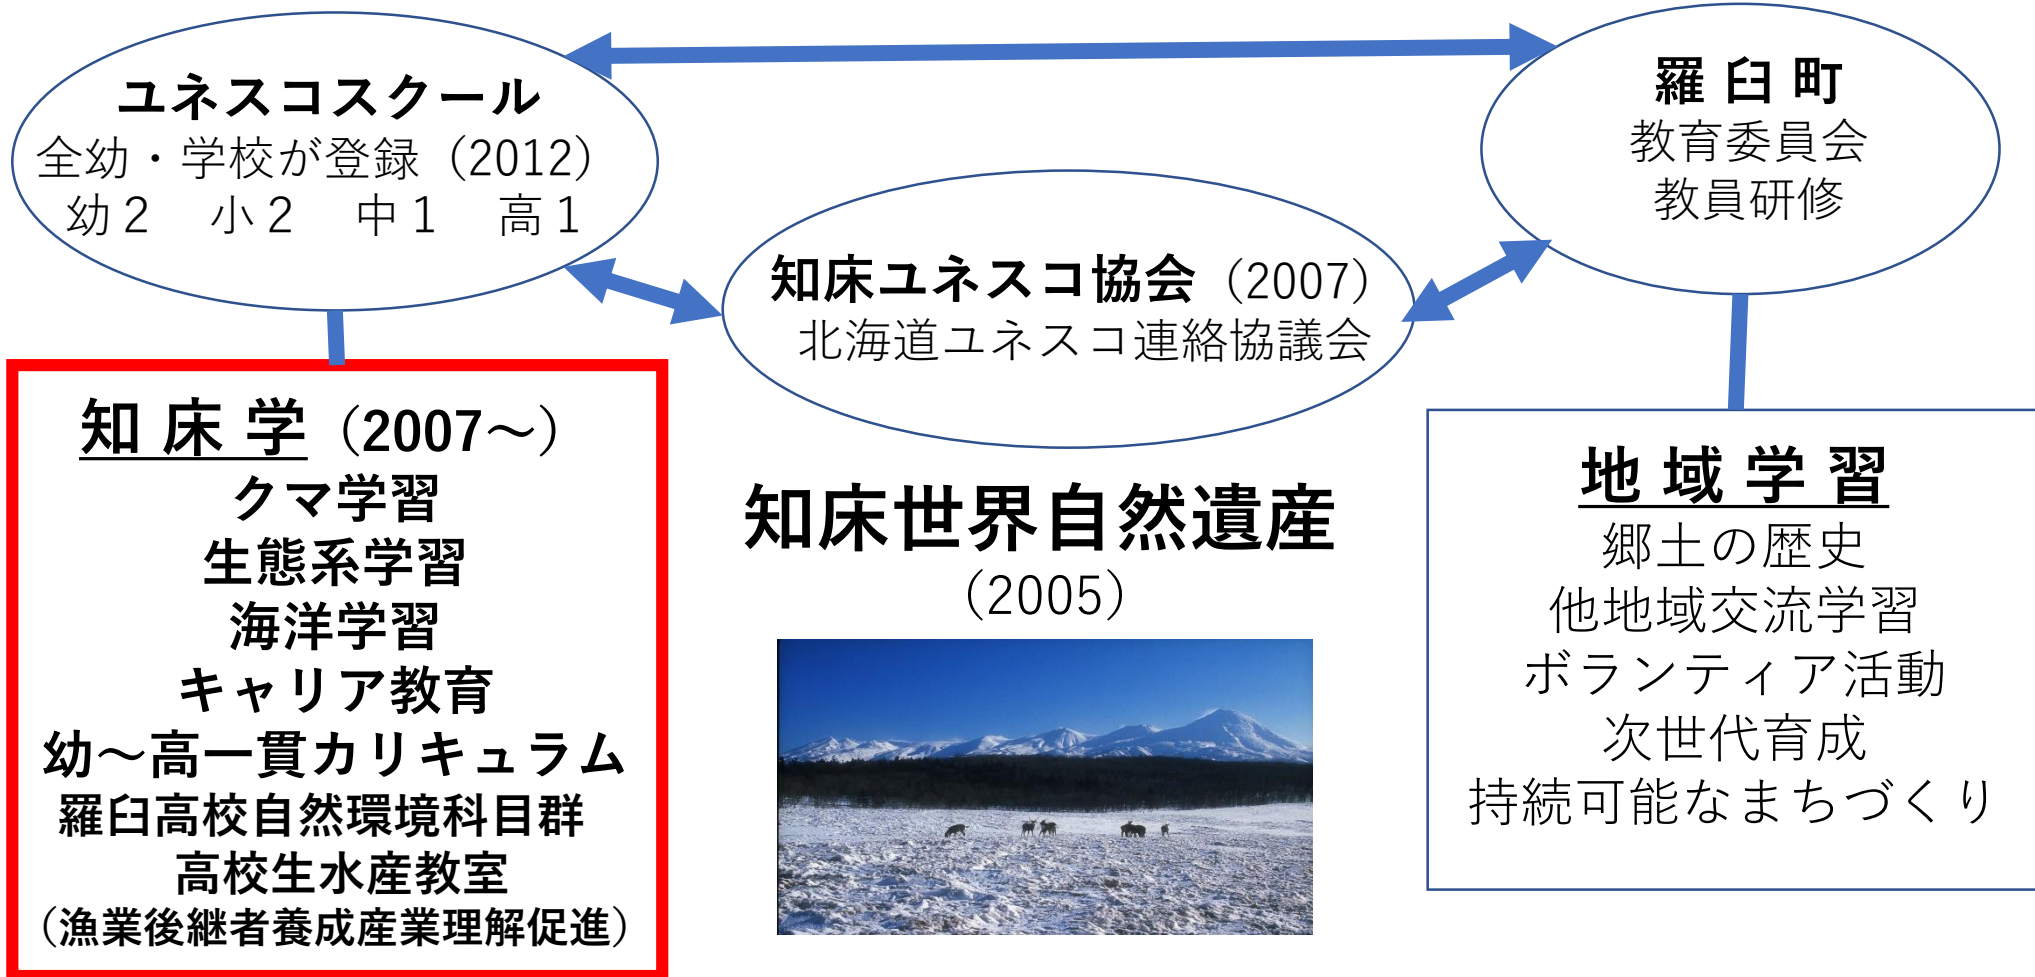 ユネスコスクール
全幼・学校が登録（2012）
幼２　小２　中１　高１
羅 臼 町
教育委員会
教員研修
知床ユネスコ協会（2007）
北海道ユネスコ連絡協議会
知 床 学（2007～）
クマ学習
生態系学習
海洋学習
キャリア教育
幼～高一貫カリキュラム
羅臼高校自然環境科目群
高校生水産教室
（漁業後継者養成産業理解促進）
知床世界自然遺産
（2005）
地 域 学 習
郷土の歴史
他地域交流学習
ボランティア活動
次世代育成
持続可能なまちづくり